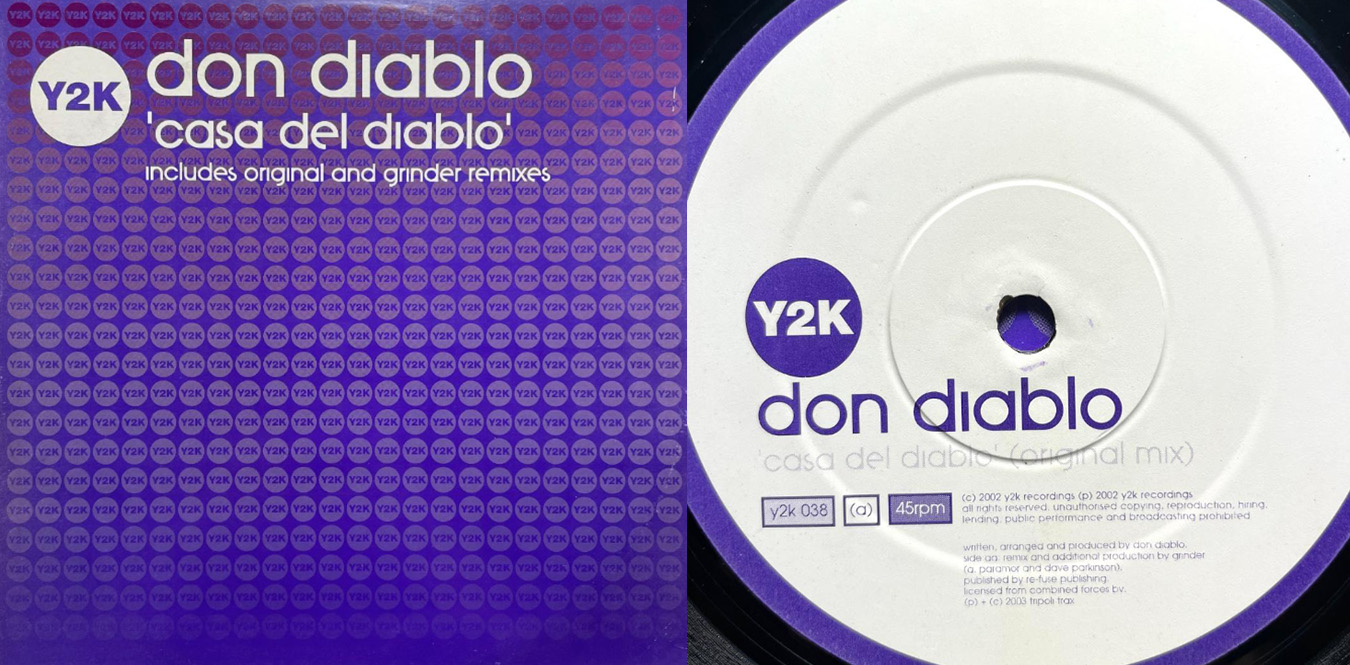 Y2K
don diablo
'casa del diablo'
includes original and grinder remixes
Y2K
don diablo
'casa del diablo' (original mix)
y2k 038
(a)
45rpm
(c) 2002 y2k recordings (p) 2002 y2k recordings
all rights reserved. unauthorised copying, reproduction, hiring,
lending, public performance and broadcasting prohibited.
written, arranged and produced by don diablo.
side aa: remix and additional production by grinder
(a. paramor and dave parkinson).
published by re-fuse publishing.
licensed from combined forces bv.
(p) + (c) 2003 tripoli trax